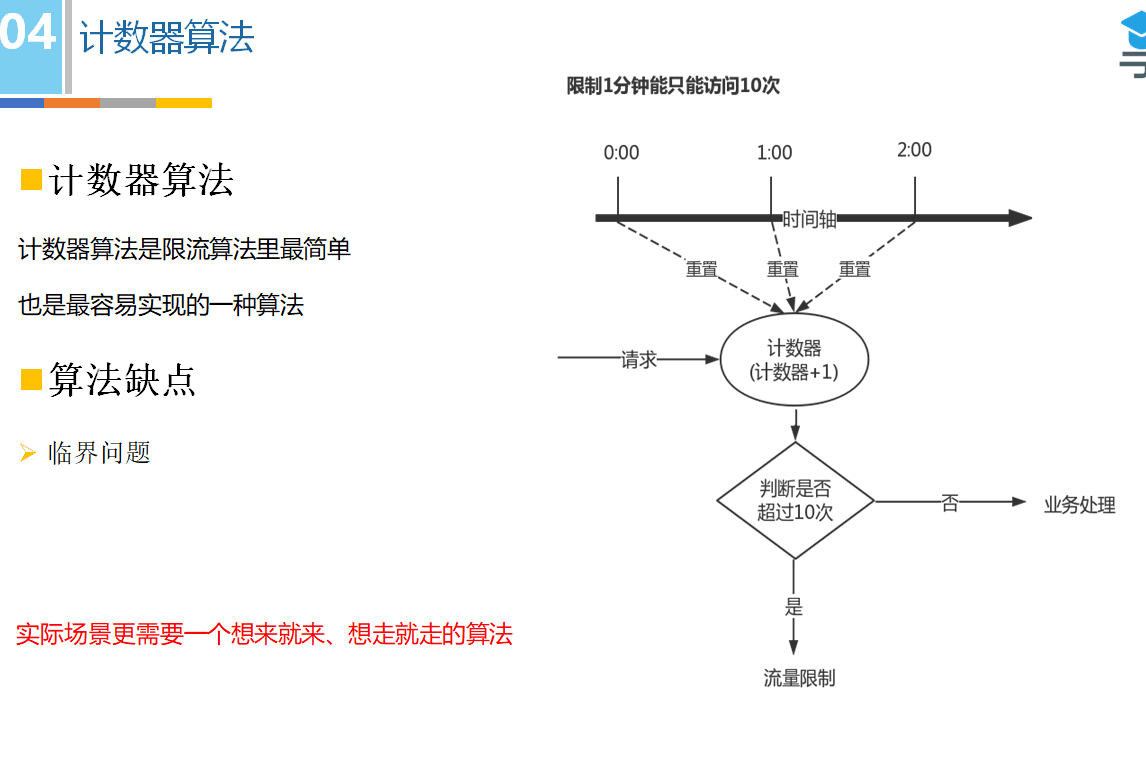 04
计数器算法
限制1分钟能只能访问10次
计数器算法
计数器算法是限流算法里最简单
也是最容易实现的一种算法
算法缺点
临界问题
实际场景更需要一个想来就来、想走就走的算法
0:00
1:00
2:00
时间轴
重置
重置
重置
请求
计数器
(计数器+1)
判断是否
超过10次
否
业务处理
是
流量限制